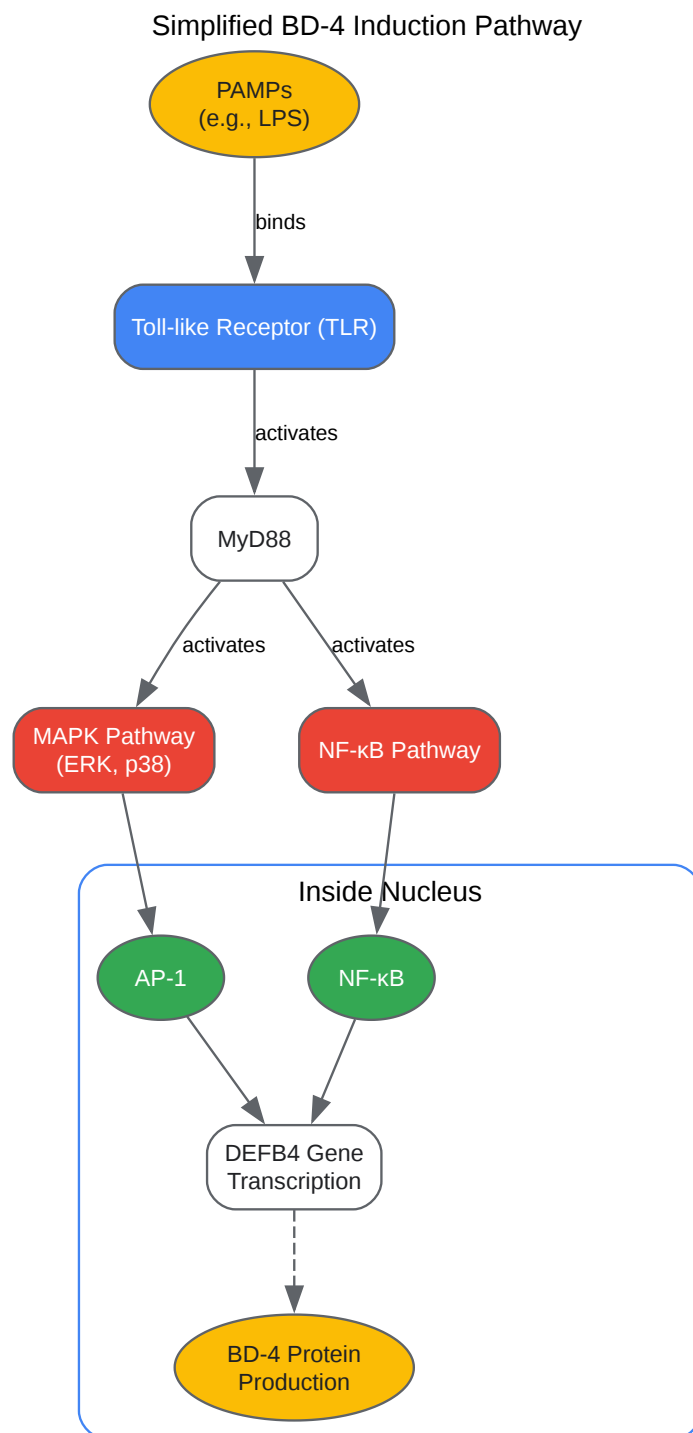 Simplified BD-4 Induction Pathway
PAMPs
(e.g., LPS)
binds
Toll-like Receptor (TLR)
activates
MyD88
activates
activates
MAPK Pathway
(ERK, p38)
NF-κB Pathway
Inside Nucleus
AP-1
NF-κB
DEFB4 Gene
Transcription
BD-4 Protein
Production